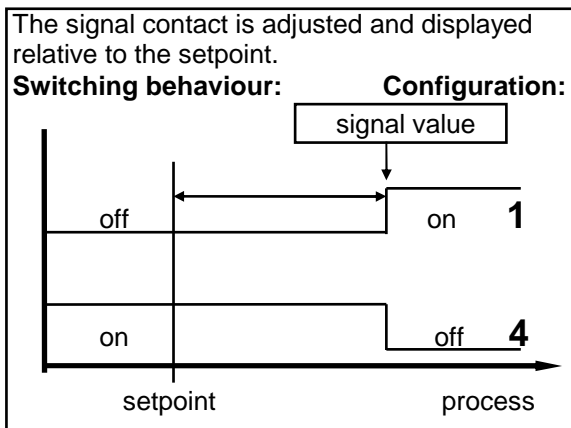 The signal contact is adjusted and displayed
relative to the setpoint.
Switching behaviour: Configuration:
signal value
off on 1
on off 4
setpoint process